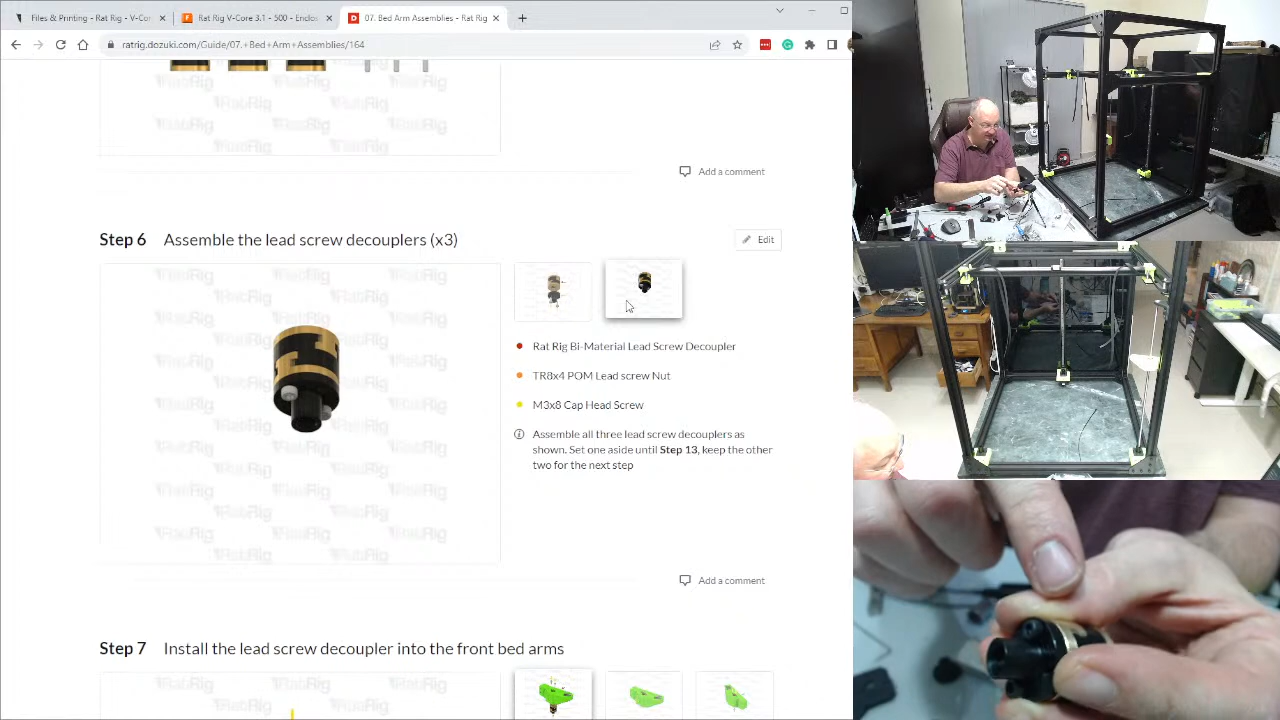 Files & Printing - Rat Rig - V-Co
Rat Rig V-Core 3.1 - 500 - Enclos
07. Bed Arm Assemblies - Rat Rig
ratrig.dozuki.com/Guide/07.+Bed+Arm+Assemblies/164
Add a comment
Step 6 Assemble the lead screw decouplers (x3)
Edit
Rat Rig Bi-Material Lead Screw Decoupler
TR8x4 POM Lead screw Nut
M3x8 Cap Head Screw
Assemble all three lead screw decouplers as
shown. Set one aside until Step 13, keep the other
two for the next step
Add a comment
Step 7 Install the lead screw decoupler into the front bed arms